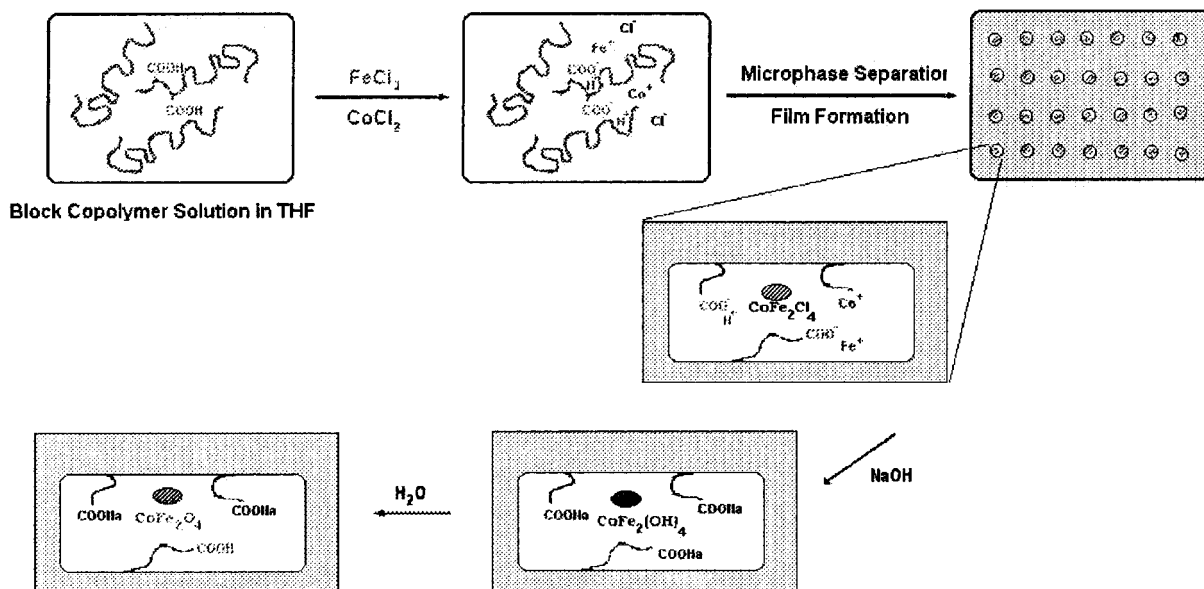 COOH
COOH
Block Copolymer Solution in THF
FeCl3
CoCl2
Cl-
Fe+
COO-
H+
Co+
COO-
H+
Cl-
Microphase Separation
Film Formation
COO-
H+
CoFe2Cl4
Co+
COO-
Fe+
NaOH
COONa
CoFe2(OH)4
COONa
COONa
H2O
COONa
CoFe2O4
COONa
COOH